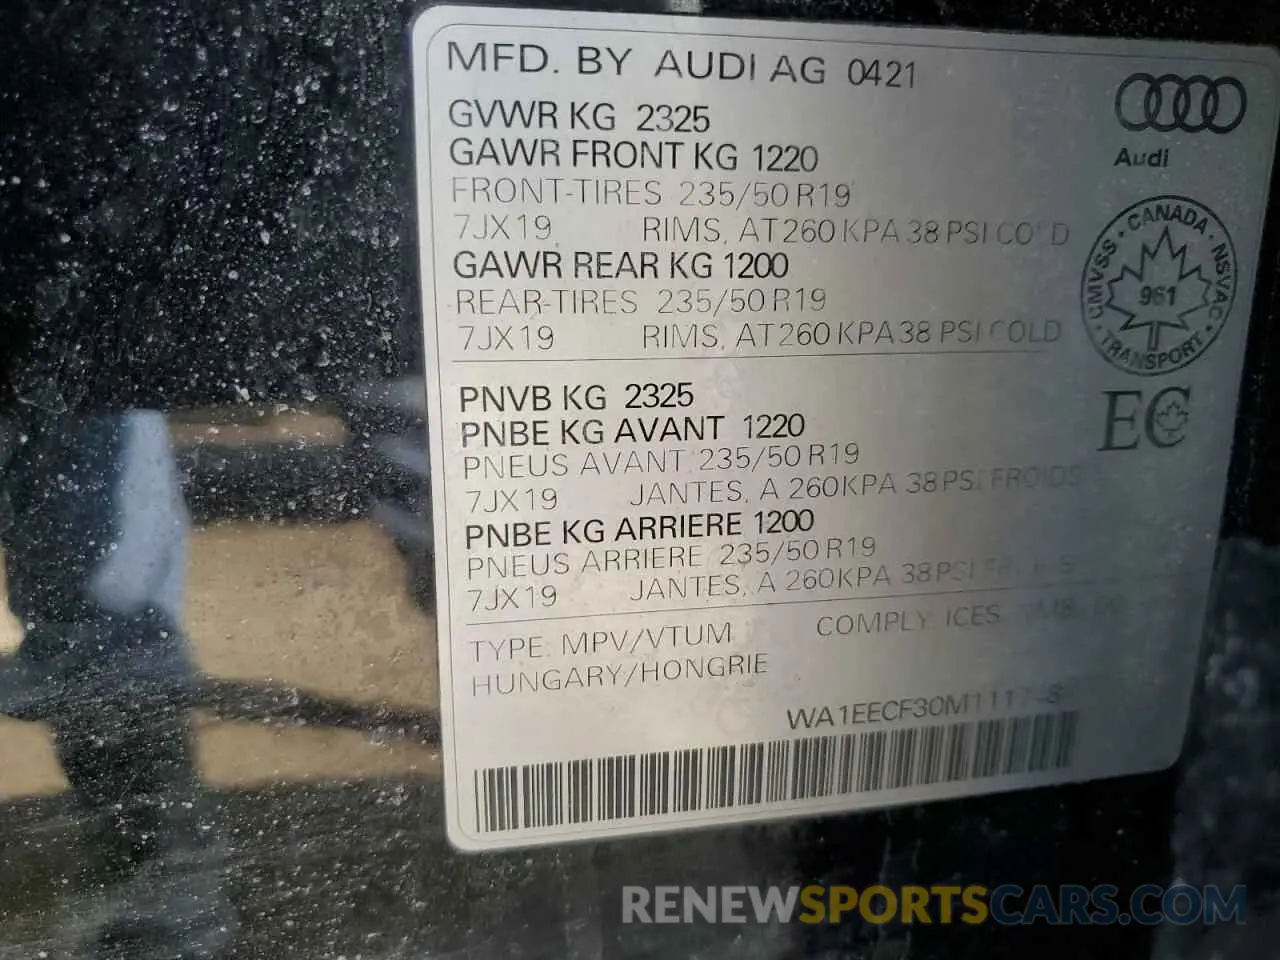 MFD. BY AUDI AG 0421
GVWR KG 2325
GAWR FRONT KG 1220
FRONT-TIRES 235/50 R19
7JX19 RIMS, AT 260 KPA 38 PSI COLD
GAWR REAR KG 1200
REAR-TIRES 235/50 R19
7JX19 RIMS, AT 260 KPA 38 PSI COLD
Audi
CMVSS · CANADA · NSVAC · TRANSPORT ·
961
EC
PNVB KG 2325
PNBE KG AVANT 1220
PNEUS AVANT 235/50 R19
7JX19 JANTES, A 260KPA 38 PSI FROIDS
PNBE KG ARRIERE 1200
PNEUS ARRIERE 235/50 R19
7JX19 JANTES, A 260KPA 38 PSI
TYPE: MPV/VTUM COMPLY ICES
HUNGARY/HONGRIE
RENEWSPORTSCARS.COM